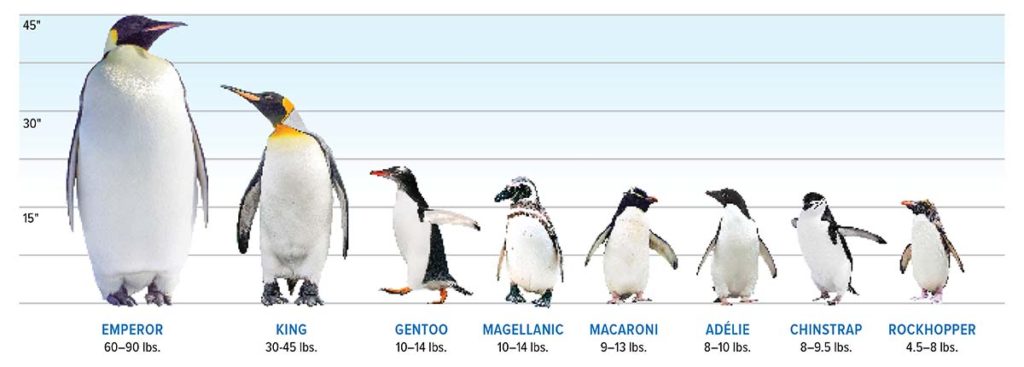 45"
30"
15"
EMPEROR KING GENTOO MAGELLANIC MACARONI ADÉLIE CHINSTRAP ROCKHOPPER
60–90 lbs. 30-45 lbs. 10–14 lbs. 10–14 lbs. 9–13 lbs. 8–10 lbs. 8–9.5 lbs. 4.5–8 lbs.